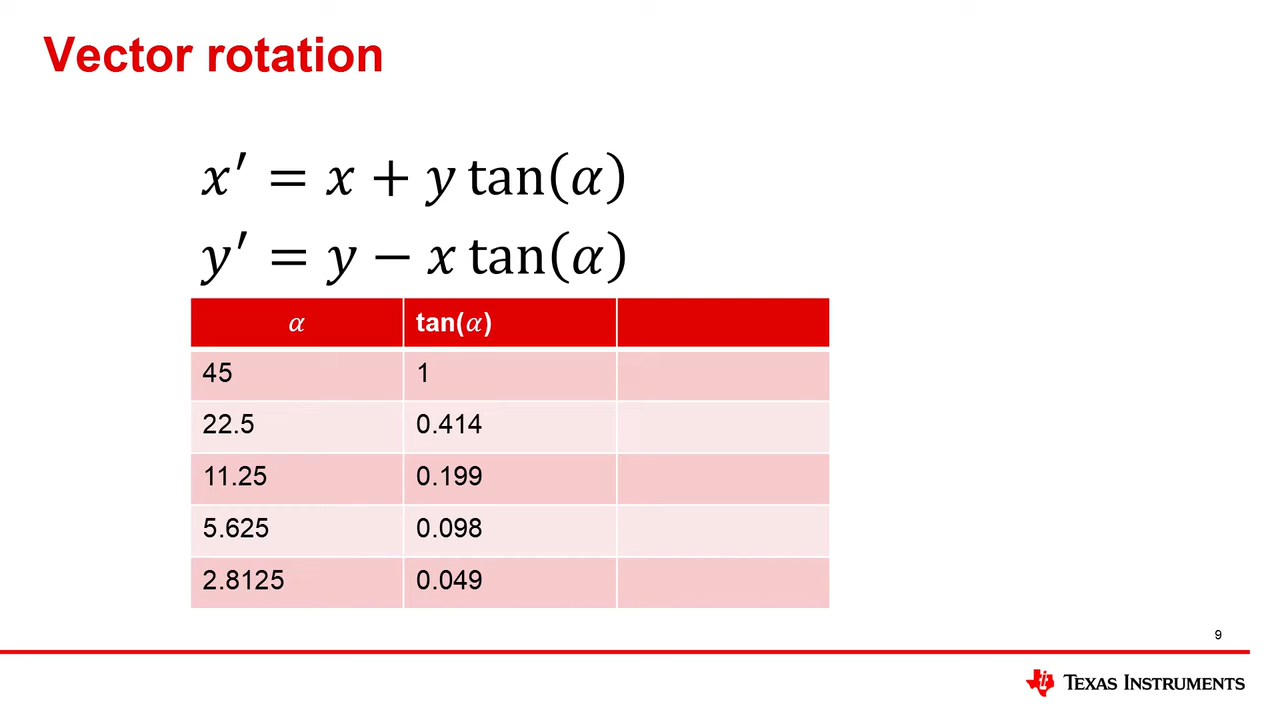 Vector rotation
x′ = x + y tan(α)
y′ = y − x tan(α)
α tan(α)
45 1
22.5 0.414
11.25 0.199
5.625 0.098
2.8125 0.049
9
TEXAS INSTRUMENTS